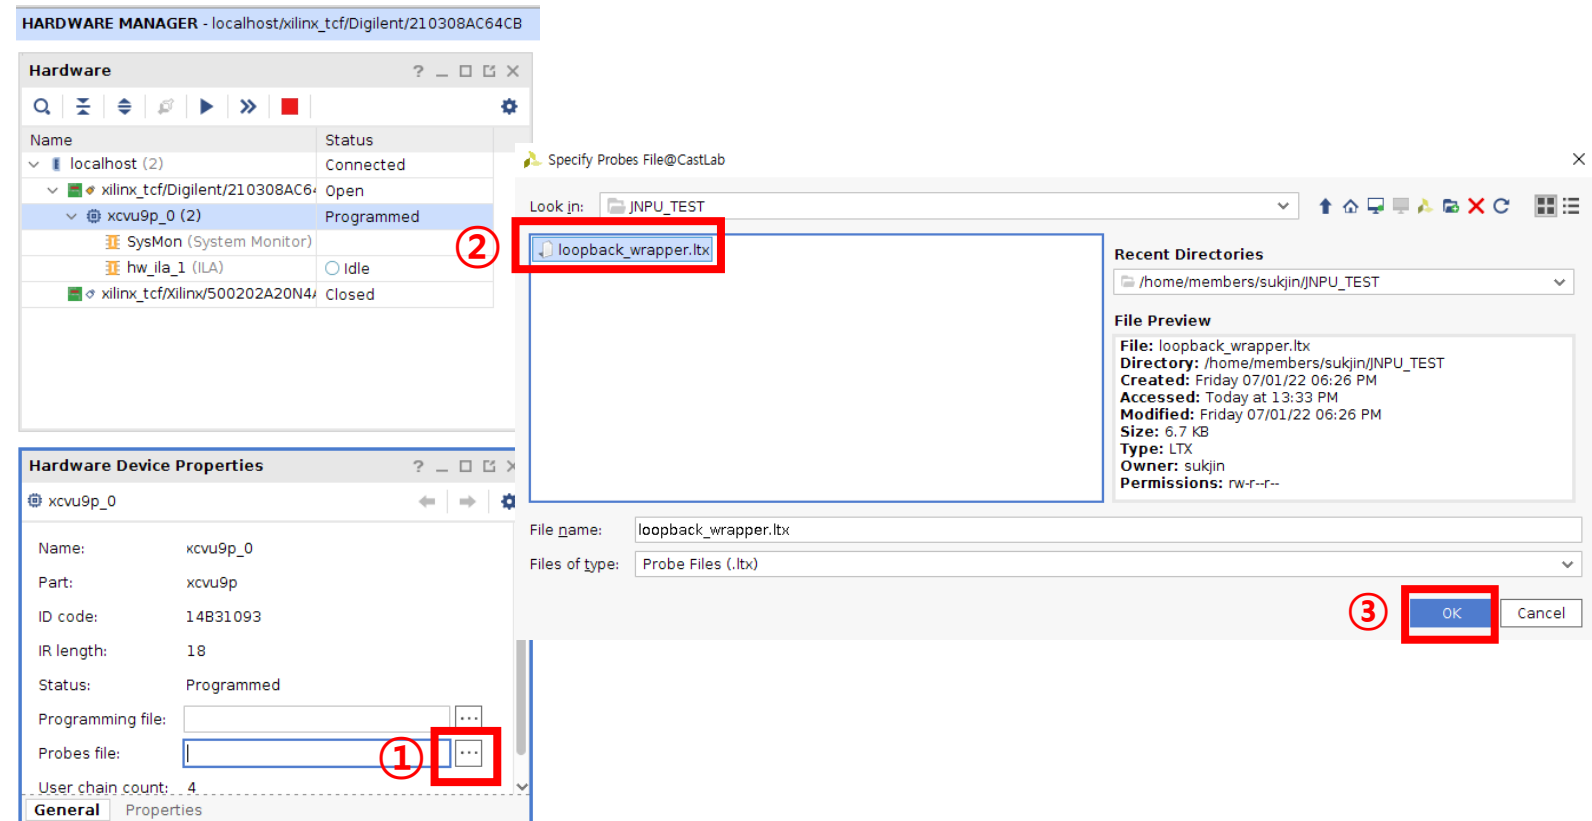 HARDWARE MANAGER - localhost/xilinx_tcf/Digilent/210308AC64CB
Hardware
Name Status
localhost (2) Connected
xilinx_tcf/Digilent/210308AC64 Open
xcvu9p_0 (2) Programmed
SysMon (System Monitor)
hw_ila_1 (ILA) Idle
xilinx_tcf/Xilinx/500202A20N4 Closed
②
Specify Probes File@CastLab
Look in: JNPU_TEST
loopback_wrapper.ltx
Recent Directories
/home/members/sukjin/JNPU_TEST
File Preview
File: loopback_wrapper.ltx
Directory: /home/members/sukjin/JNPU_TEST
Created: Friday 07/01/22 06:26 PM
Accessed: Today at 13:33 PM
Modified: Friday 07/01/22 06:26 PM
Size: 6.7 KB
Type: LTX
Owner: sukjin
Permissions: rw-r--r--
File name: loopback_wrapper.ltx
Files of type: Probe Files (.ltx)
③ OK Cancel
Hardware Device Properties
xcvu9p_0
Name: xcvu9p_0
Part: xcvu9p
ID code: 14B31093
IR length: 18
Status: Programmed
Programming file: ...
Probes file: ① ...
User chain count: 4
General Properties